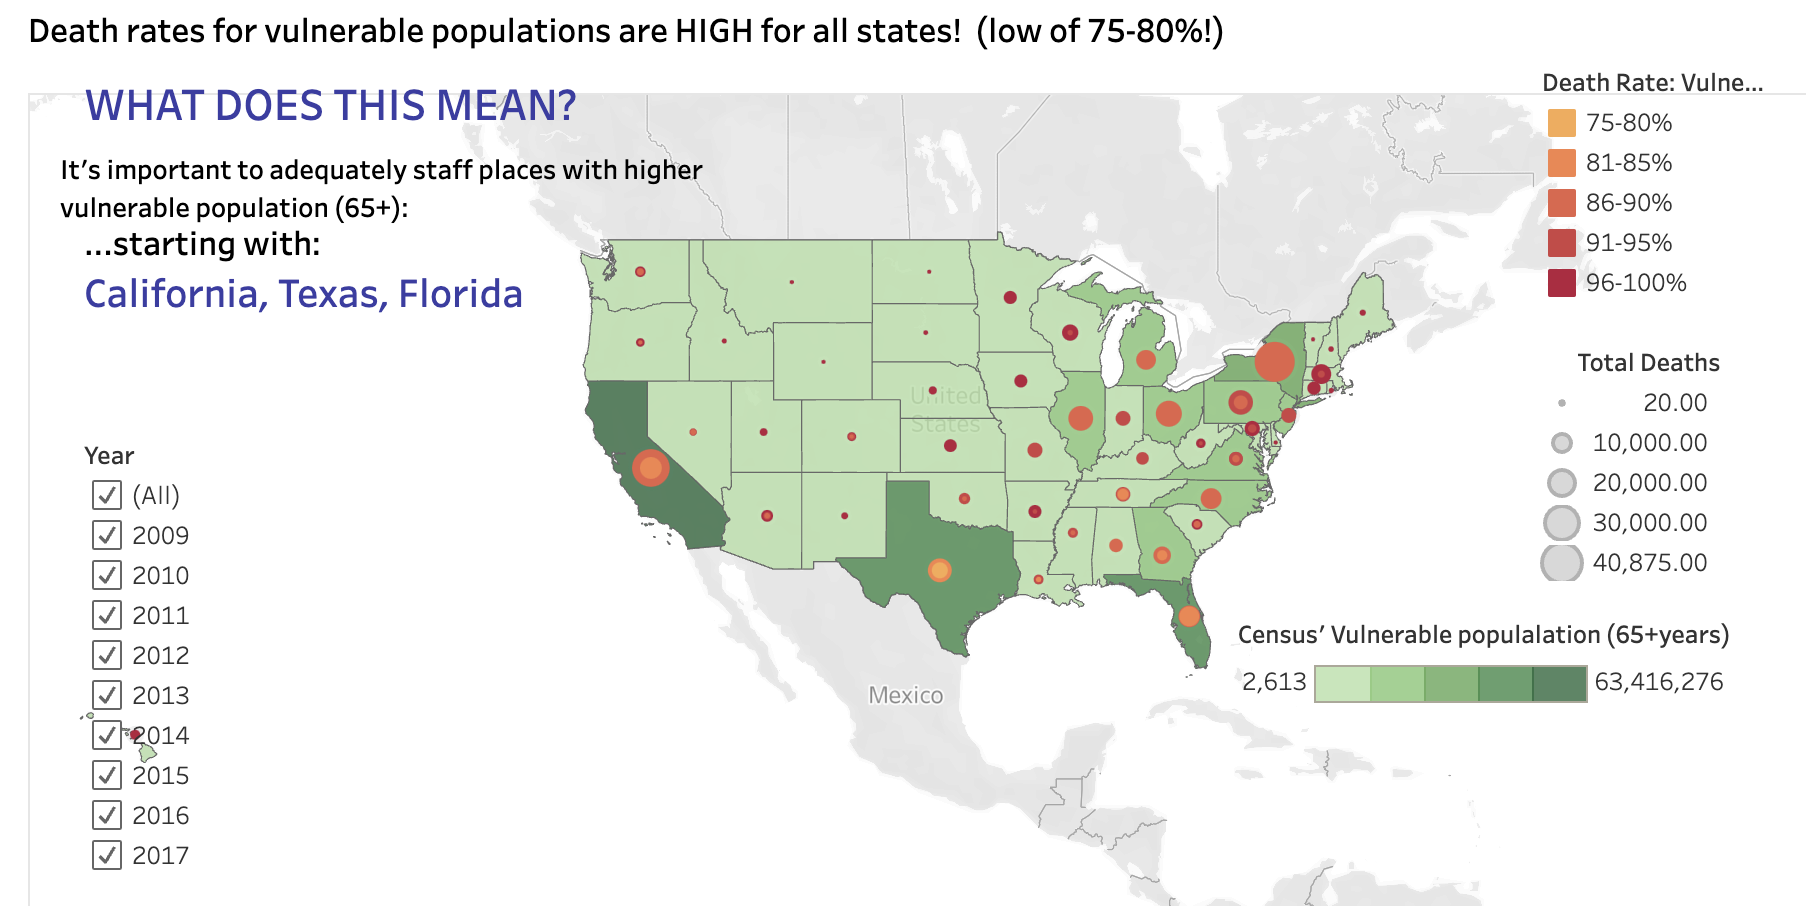 Death rates for vulnerable populations are HIGH for all states!  (low of 75-80%!)
WHAT DOES THIS MEAN?
It's important to adequately staff places with higher
vulnerable population (65+):
...starting with:
California, Texas, Florida
Year
(All)
2009
2010
2011
2012
2013
2014
2015
2016
2017
United
States
Mexico
Death Rate: Vulne...
75-80%
81-85%
86-90%
91-95%
96-100%
Total Deaths
20.00
10,000.00
20,000.00
30,000.00
40,875.00
Census' Vulnerable populalation (65+years)
2,613
63,416,276